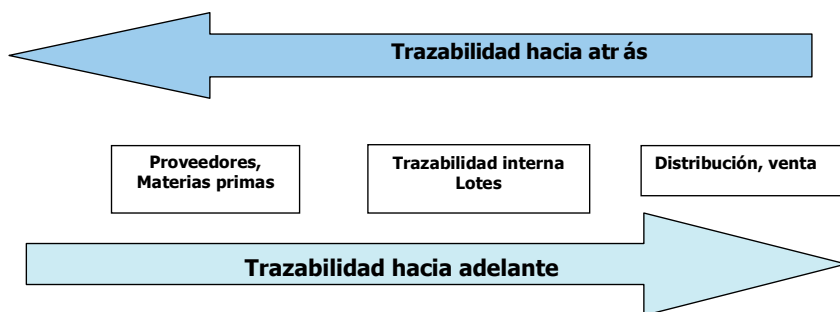 Trazabilidad hacia atr ás
Proveedores,
Materias primas
Trazabilidad interna
Lotes
Distribución, venta
Trazabilidad hacia adelante